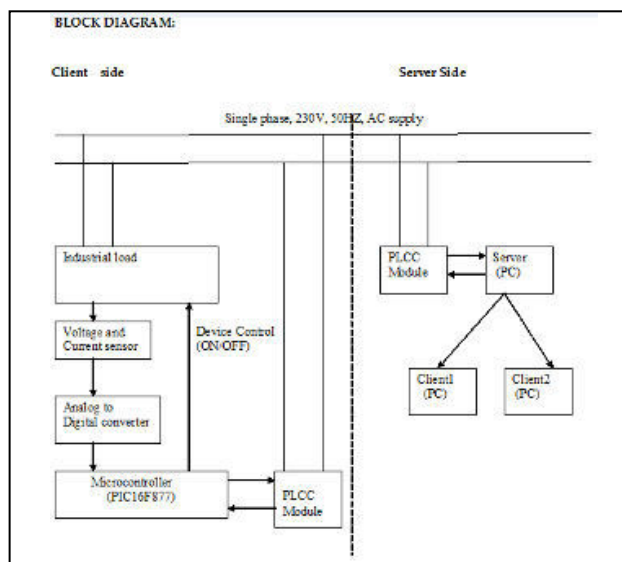 BLOCK DIAGRAM:
Client side
Server Side
Single phase, 230V, 50HZ, AC supply
Industrial load
PLCC
Module
Server
(PC)
Voltage and
Current sensor
Device Control
(ON/OFF)
Client1
(PC)
Client2
(PC)
Analog to
Digital converter
Microcontroller
(PIC16F877)
PLCC
Module